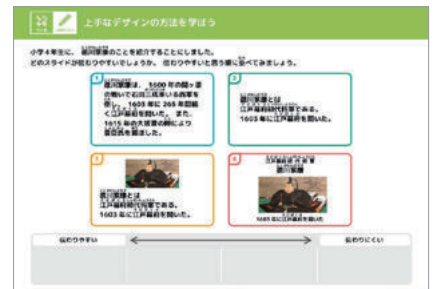 上手なデザインの方法を学ぼう
小学4年生に、徳川家康のことを紹介することにしました。
どのスライドが伝わりやすいでしょうか。 伝わりやすいと思う順に並べてみましょう。
1
徳川家康は、1600年の関ヶ原
の戦いで石田三成率いる西軍を
倒し、1603年に265年間続
く江戸幕府を開いた。また、
1615年の大坂夏の陣により
豊臣氏を滅ぼした。
2
徳川家康とは
江戸幕府初代将軍である。
1603年に江戸幕府を開いた。
3
徳川家康とは
江戸幕府初代将軍である。
1603年に江戸幕府を開いた。
4
江戸幕府初代将軍
徳川家康
1603年に江戸幕府を開いた
伝わりやすい
伝わりにくい